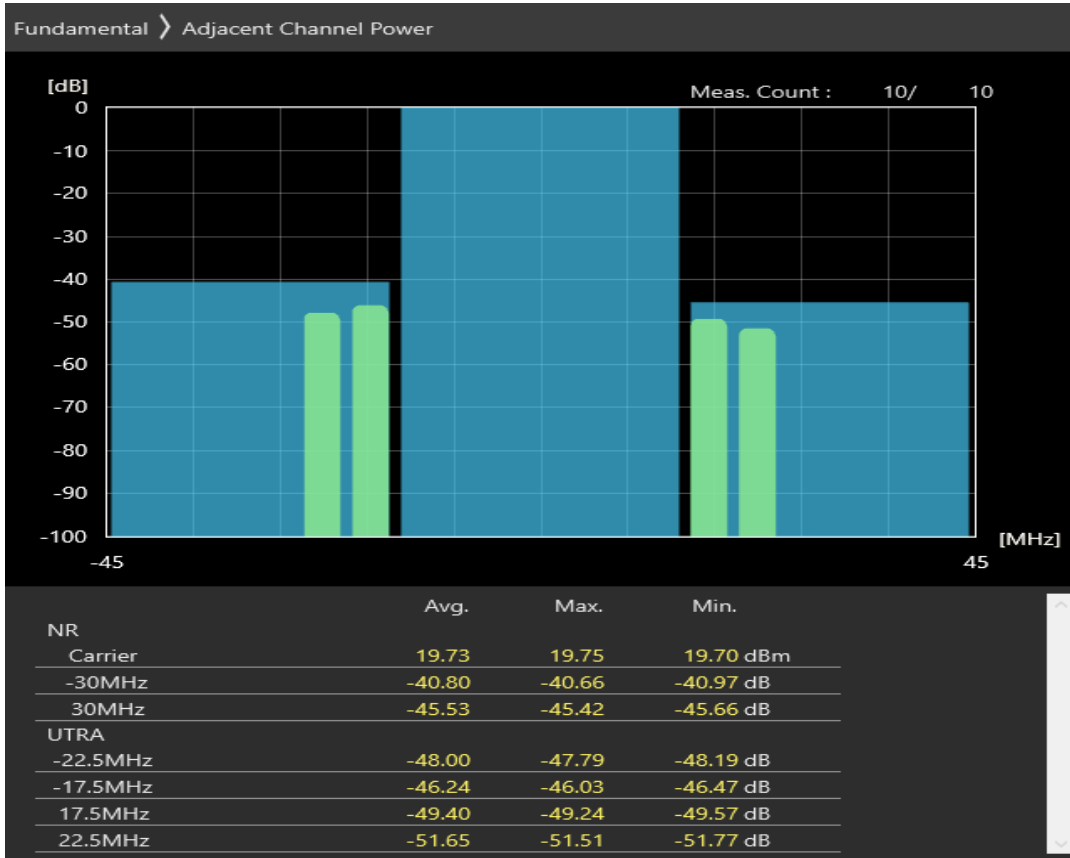 Fundamental ❭ Adjacent Channel Power
[dB]
Meas. Count : 10/ 10
0
-10
-20
-30
-40
-50
-60
-70
-80
-90
-100
[MHz]
-45 45
Avg. Max. Min.
NR
Carrier 19.73 19.75 19.70 dBm
-30MHz -40.80 -40.66 -40.97 dB
30MHz -45.53 -45.42 -45.66 dB
UTRA
-22.5MHz -48.00 -47.79 -48.19 dB
-17.5MHz -46.24 -46.03 -46.47 dB
17.5MHz -49.40 -49.24 -49.57 dB
22.5MHz -51.65 -51.51 -51.77 dB